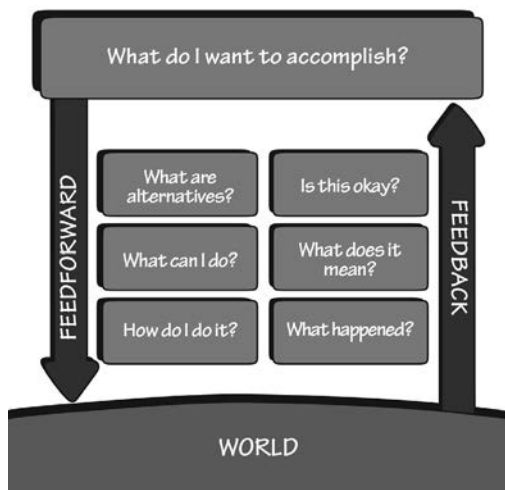 What do I want to accomplish?
FEEDFORWARD
What are
alternatives?
What can I do?
How do I do it?
Is this okay?
What does it
mean?
What happened?
FEEDBACK
WORLD